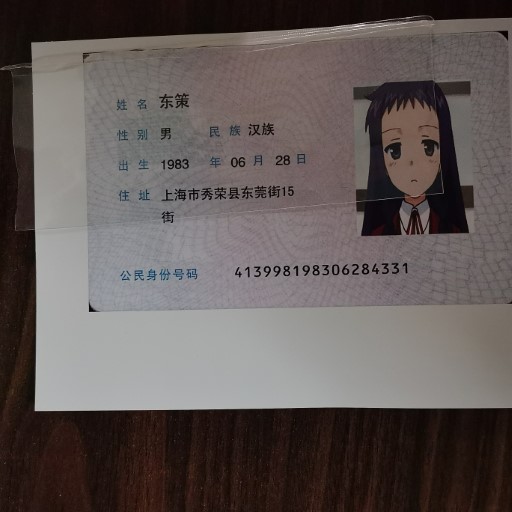 姓名 东策
性别 男 民族 汉族
出生 1983 年 06 月 28 日
住址 上海市秀荣县东莞街15
街
公民身份号码 413998198306284331